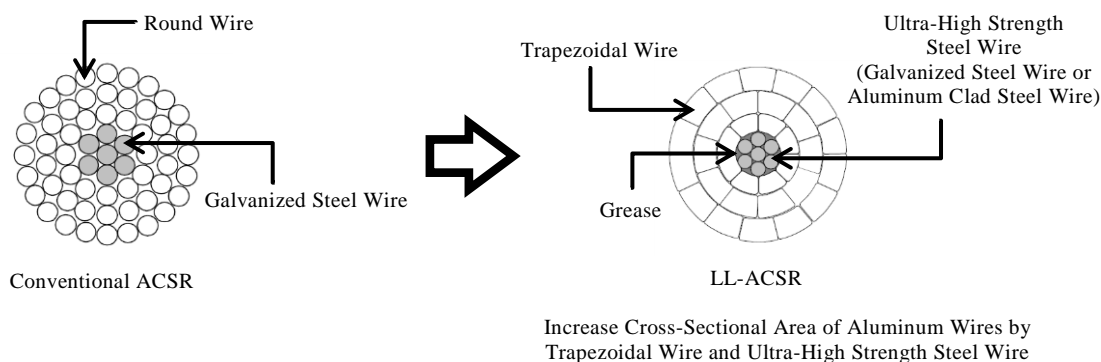 Round Wire
Galvanized Steel Wire
Conventional ACSR
Trapezoidal Wire
Ultra-High Strength
Steel Wire
(Galvanized Steel Wire or
Aluminum Clad Steel Wire)
Grease
LL-ACSR
Increase Cross-Sectional Area of Aluminum Wires by
Trapezoidal Wire and Ultra-High Strength Steel Wire